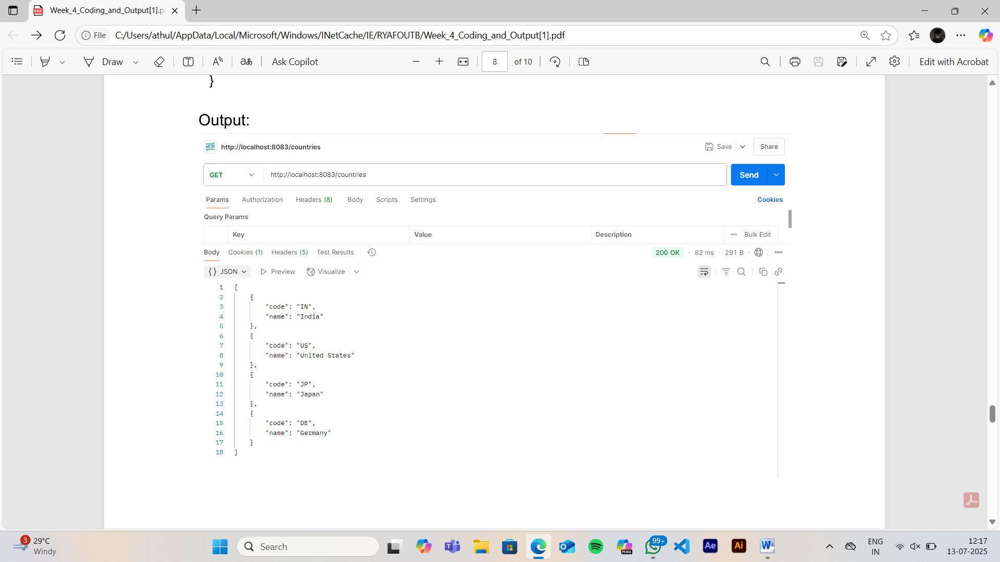 Week_4_Coding_and_Output[1].p
File
C:/Users/athul/AppData/Local/Microsoft/Windows/INetCache/IE/RYAFOUTB/Week_4_Coding_and_Output[1].pdf
Draw
Ask Copilot
8 of 10
Edit with Acrobat
}
Output:
HTTP http://localhost:8083/countries
Save
Share
GET
http://localhost:8083/countries
Send
Params Authorization Headers (8) Body Scripts Settings Cookies
Query Params
Key Value Description Bulk Edit
Body Cookies (1) Headers (5) Test Results 200 OK • 82 ms • 291 B
{} JSON Preview Visualize
1 [
2 {
3 "code": "IN",
4 "name": "India"
5 },
6 {
7 "code": "US",
8 "name": "United States"
9 },
10 {
11 "code": "JP",
12 "name": "Japan"
13 },
14 {
15 "code": "DE",
16 "name": "Germany"
17 }
18 ]
3
29°C
Windy
Search
M365
99+
Ae
Ai
W
ENG
IN
12:17
13-07-2025